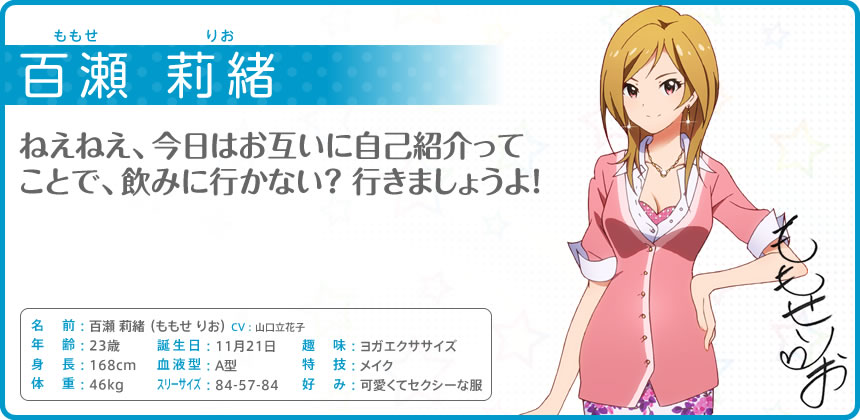 ももせ りお
百瀬 莉緒
ねえねえ、今日はお互いに自己紹介って
ことで、飲みに行かない? 行きましょうよ!
名 前:百瀬 莉緒 (ももせ りお) CV:山口立花子
年 齢:23歳 誕生日:11月21日 趣 味:ヨガエクササイズ
身 長:168cm 血液型:A型 特 技:メイク
体 重:46kg スリーサイズ:84-57-84 好 み:可愛くてセクシーな服
ももせりお